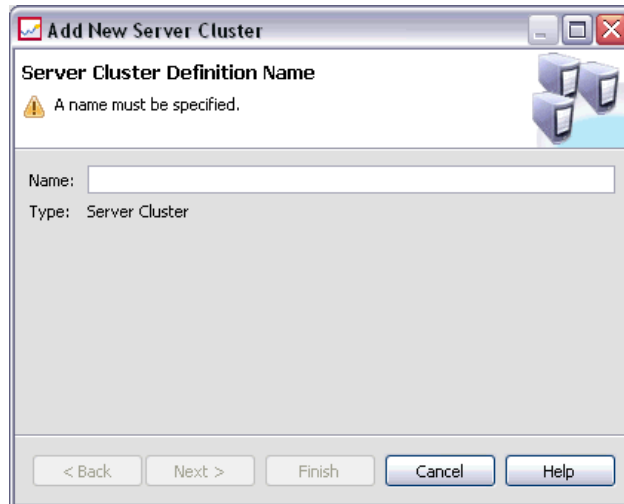 Add New Server Cluster
Server Cluster Definition Name
A name must be specified.
Name:
Type: Server Cluster
< Back Next > Finish Cancel Help